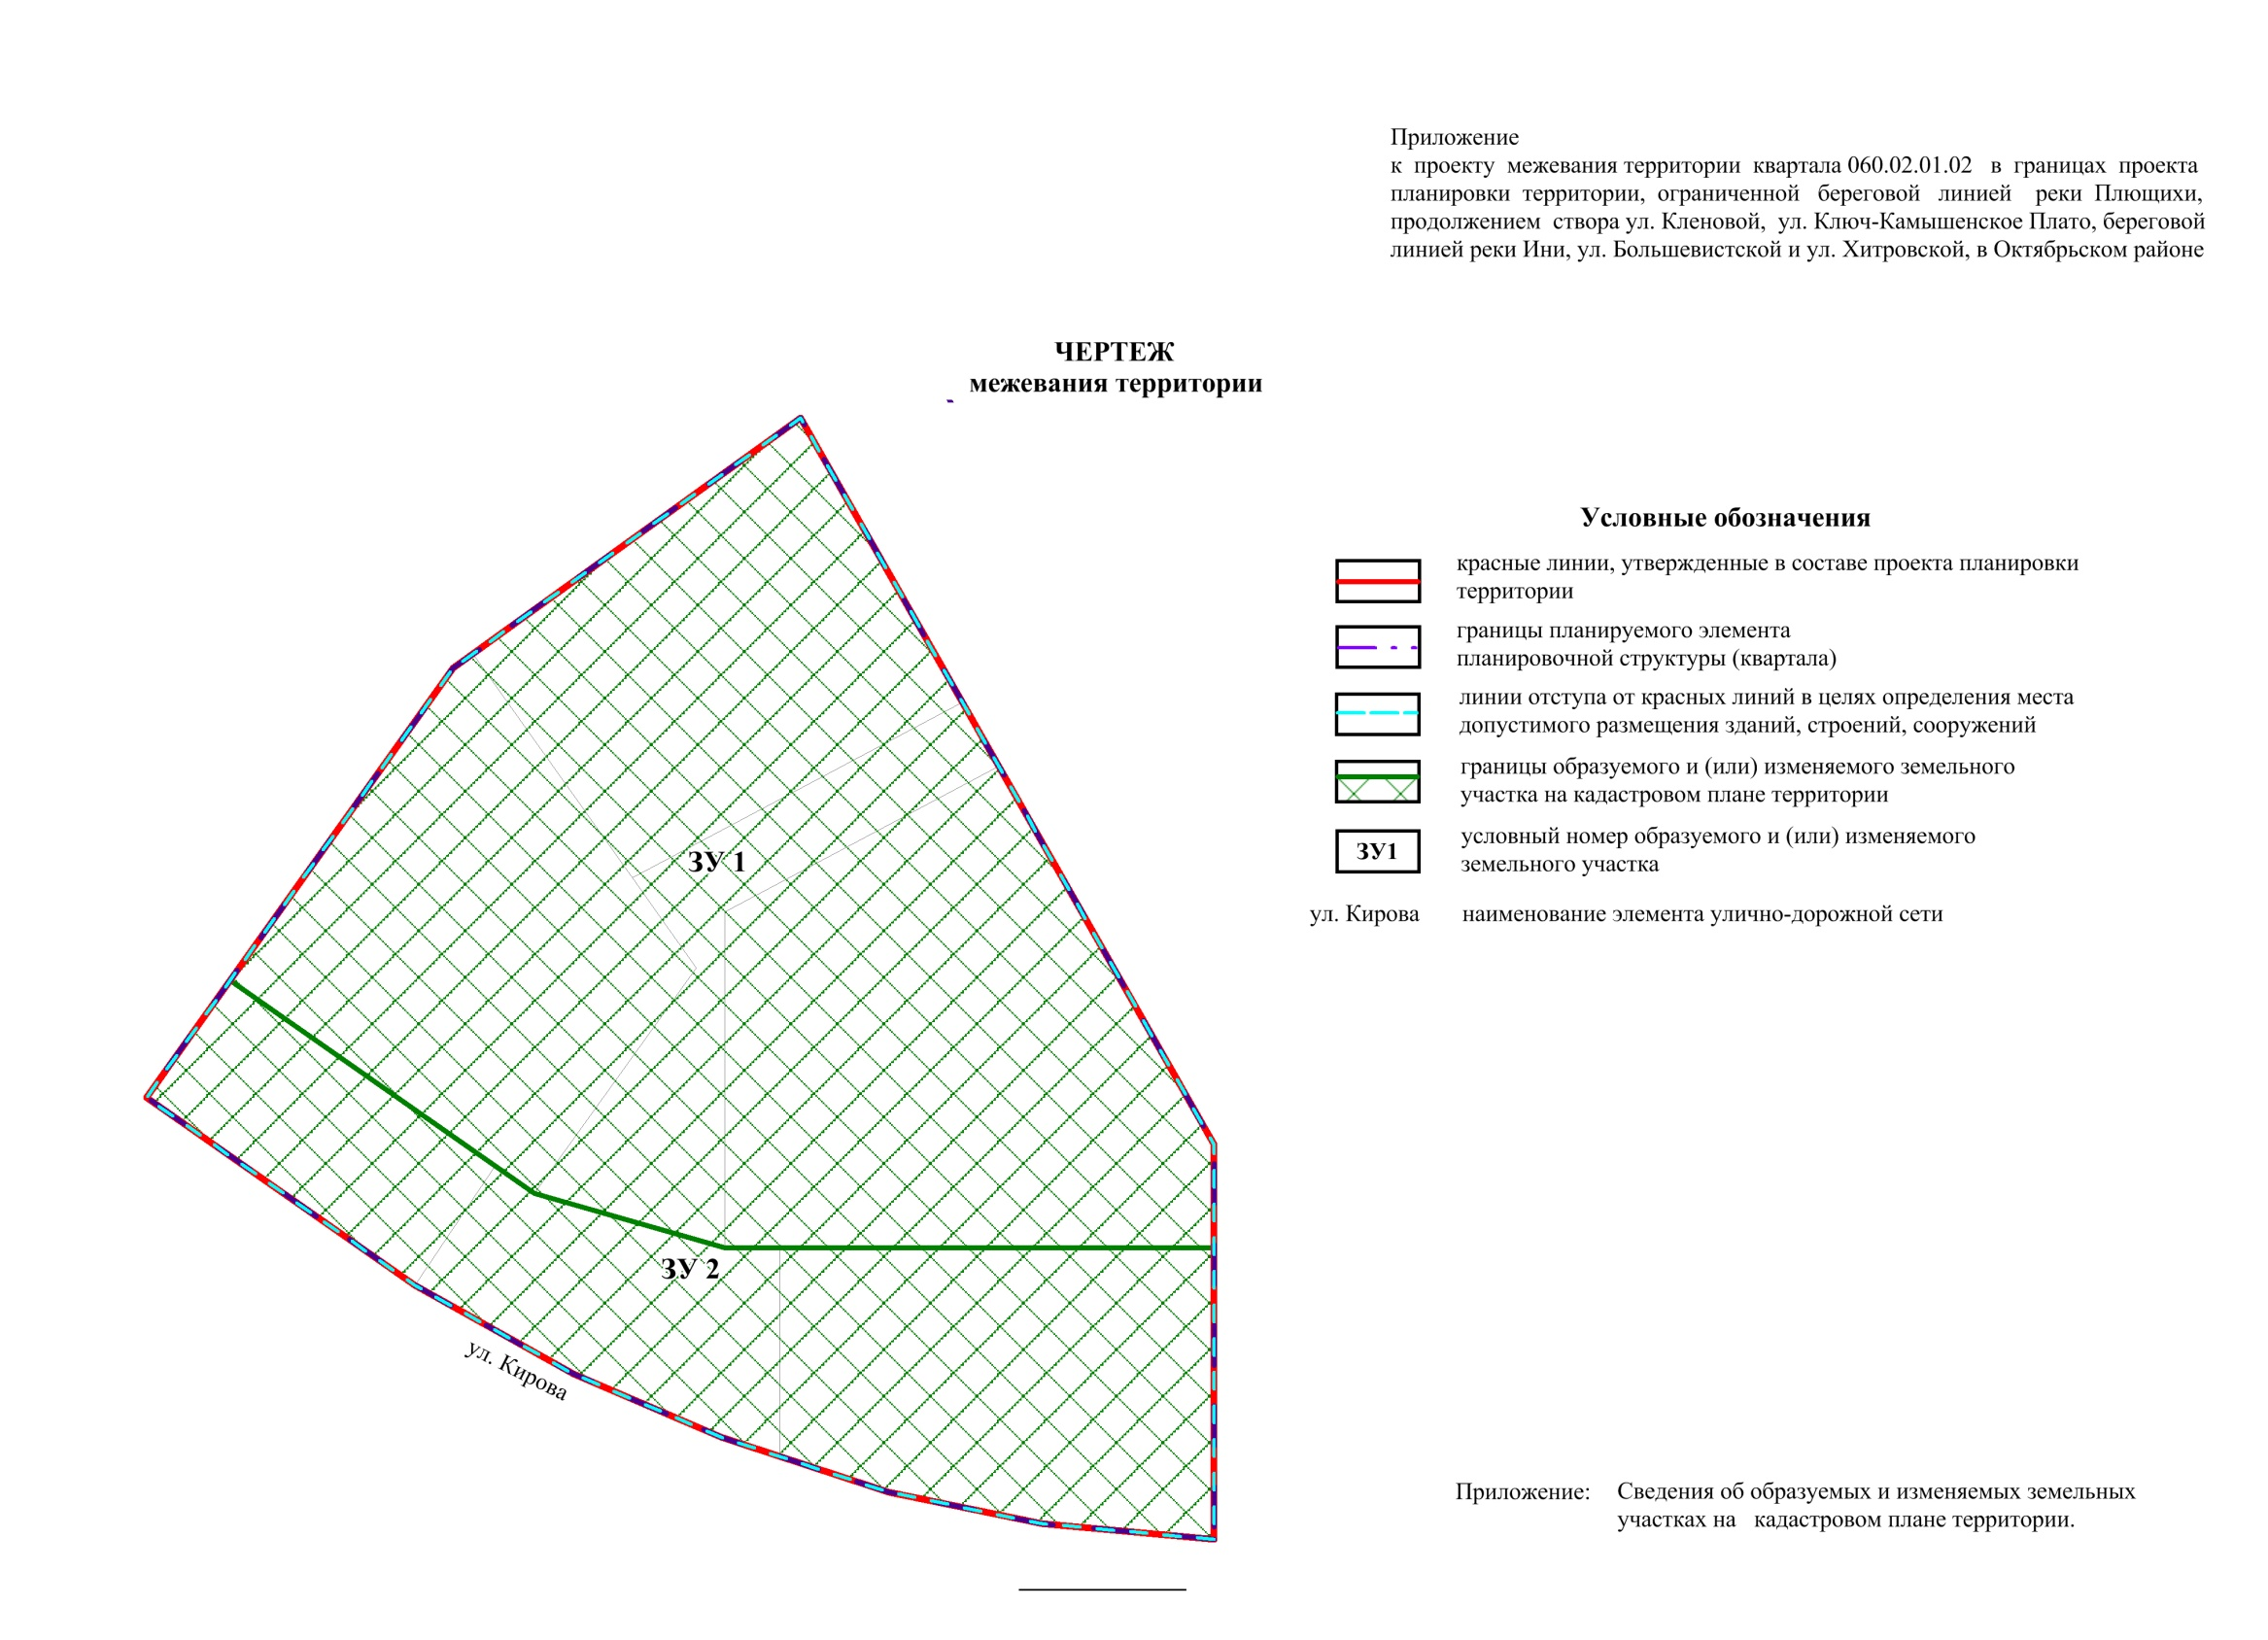 Приложение
к проекту межевания территории квартала 060.02.01.02 в границах проекта
планировки территории, ограниченной береговой линией реки Плющихи,
продолжением створа ул. Кленовой, ул. Ключ-Камышенское Плато, береговой
линией реки Ини, ул. Большевистской и ул. Хитровской, в Октябрьском районе
ЧЕРТЕЖ
межевания территории
Условные обозначения
красные линии, утвержденные в составе проекта планировки
территории
границы планируемого элемента
планировочной структуры (квартала)
линии отступа от красных линий в целях определения места
допустимого размещения зданий, строений, сооружений
границы образуемого и (или) изменяемого земельного
участка на кадастровом плане территории
ЗУ1
условный номер образуемого и (или) изменяемого
земельного участка
ул. Кирова наименование элемента улично-дорожной сети
ЗУ 1
ЗУ 2
ул. Кирова
Приложение: Сведения об образуемых и изменяемых земельных
участках на кадастровом плане территории.